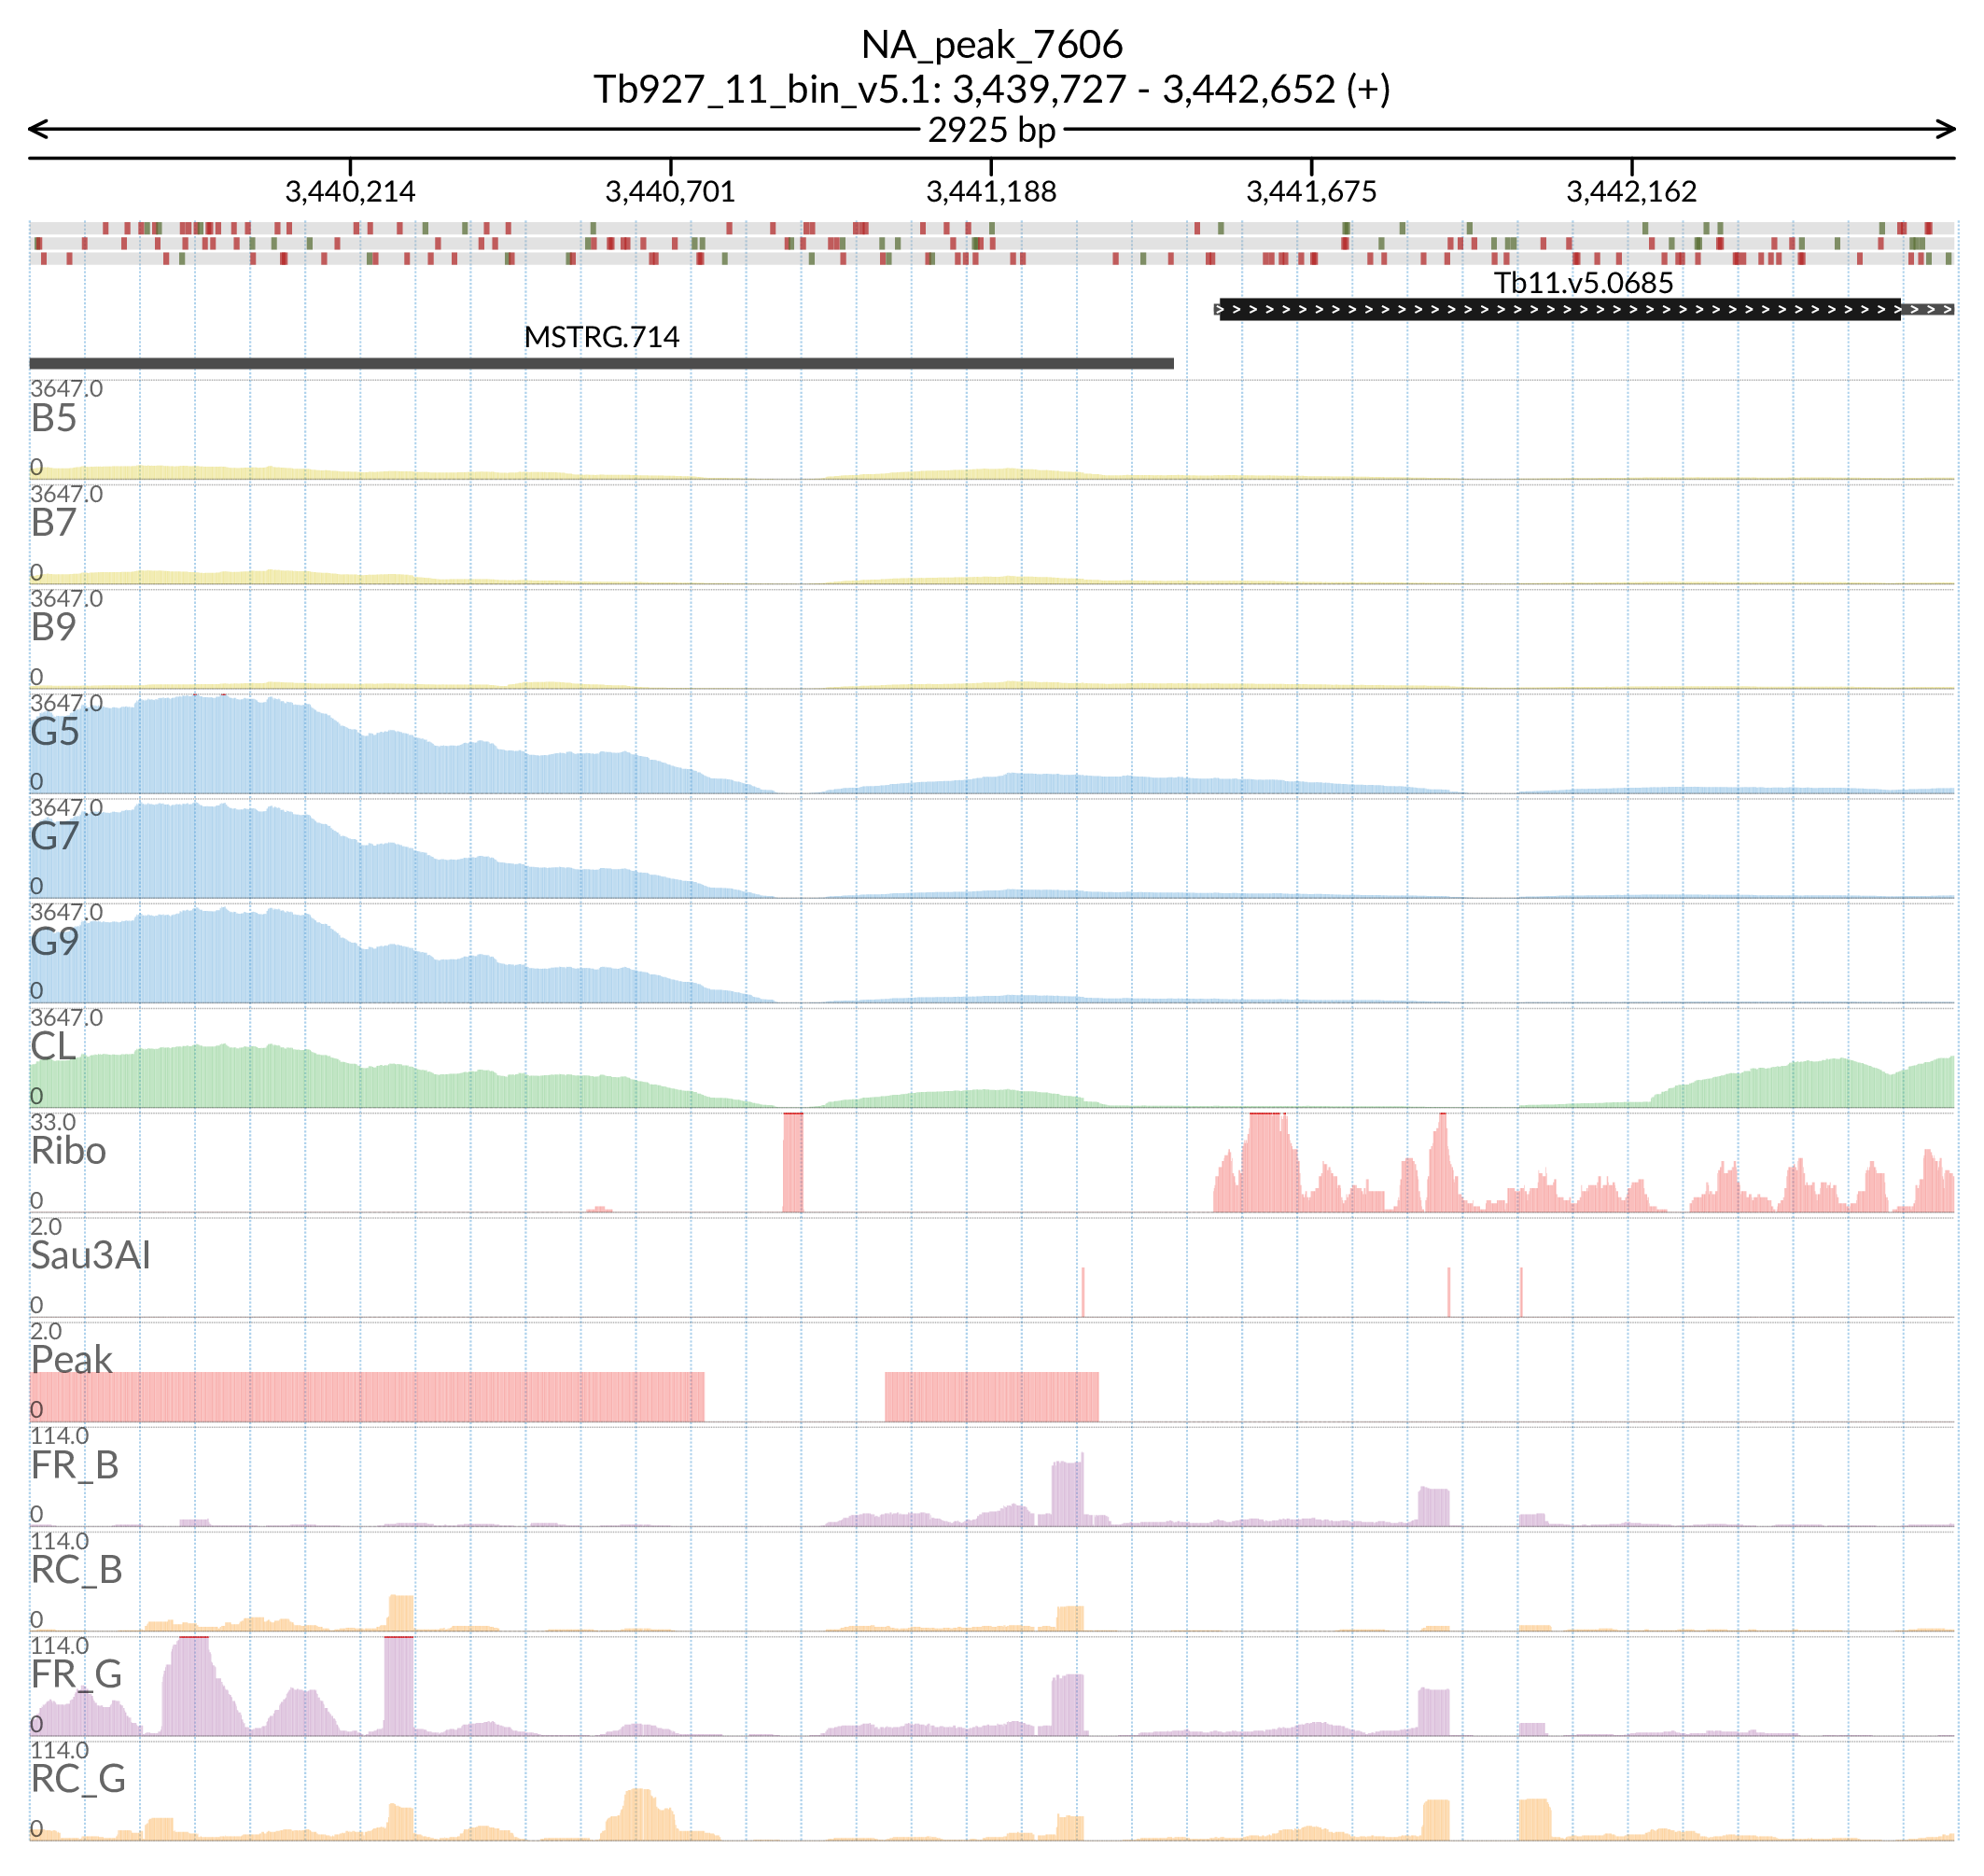 NA_peak_7606
Tb927_11_bin_v5.1: 3,439,727 - 3,442,652 (+)
2925 bp
3,440,214 3,440,701 3,441,188 3,441,675 3,442,162
Tb11.v5.0685
MSTRG.714
3647.0
B5
0
3647.0
B7
0
3647.0
B9
0
3647.0
G5
0
3647.0
G7
0
3647.0
G9
0
3647.0
CL
0
33.0
Ribo
0
2.0
Sau3AI
0
2.0
Peak
0
114.0
FR_B
0
114.0
RC_B
0
114.0
FR_G
0
114.0
RC_G
0